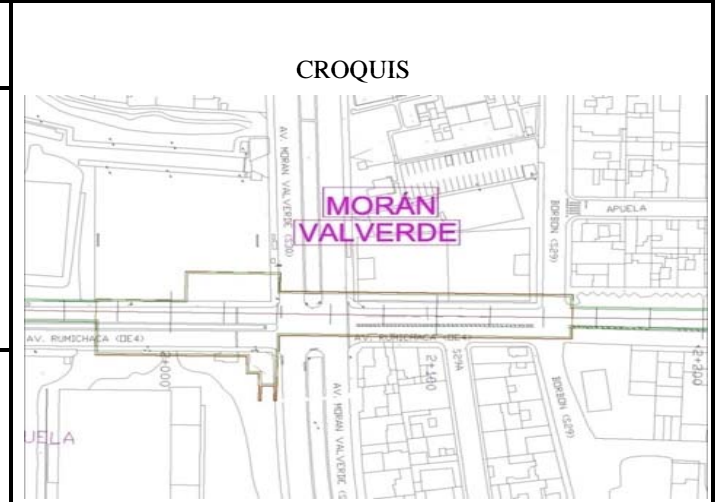 CROQUIS
AV. MORAN VALVERDE (S30)
MORÁN
VALVERDE
BORBON (S29)
APUELA
AV. RUMICHACA (OE4)
AV. RUMICHACA (OE4)
2+000
2+100
S29A
2+200
BORBON (S29)
AV. MORAN VALVERDE (S
UELA